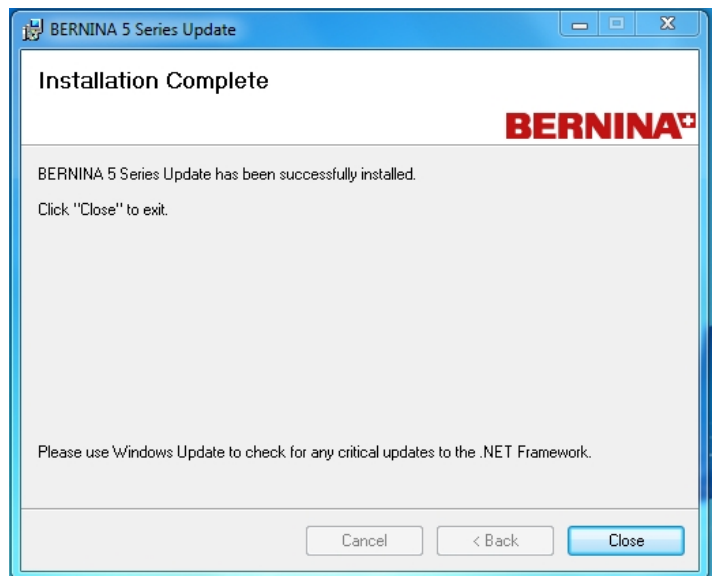 BERNINA 5 Series Update
Installation Complete
BERNINA
BERNINA 5 Series Update has been successfully installed.
Click "Close" to exit.
Please use Windows Update to check for any critical updates to the .NET Framework.
Cancel
< Back
Close